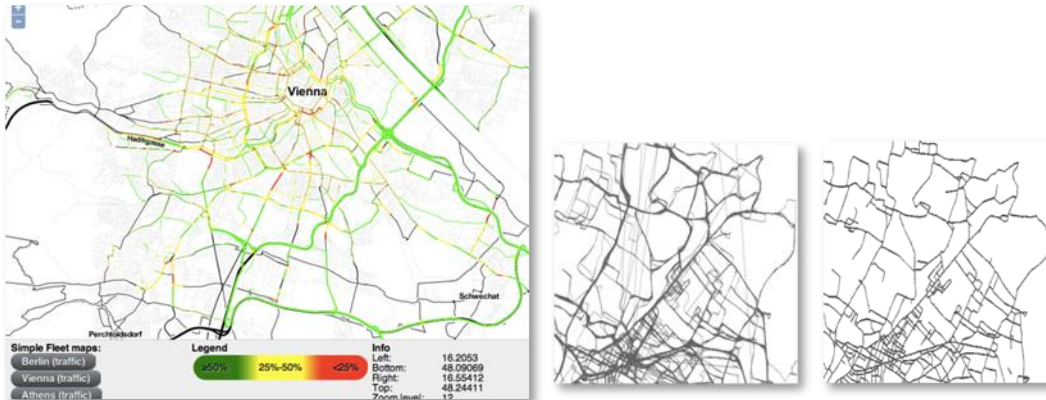 Vienna
Hadikgasse
Schwechat
Perchtoldsdorf
Simple Fleet maps:
Berlin (traffic)
Vienna (traffic)
Athens (traffic)
Legend
≥50% 25%-50% <25%
Info
Left: 16.2053
Bottom: 48.09069
Right: 16.55412
Top: 48.24411
Zoom level: 12